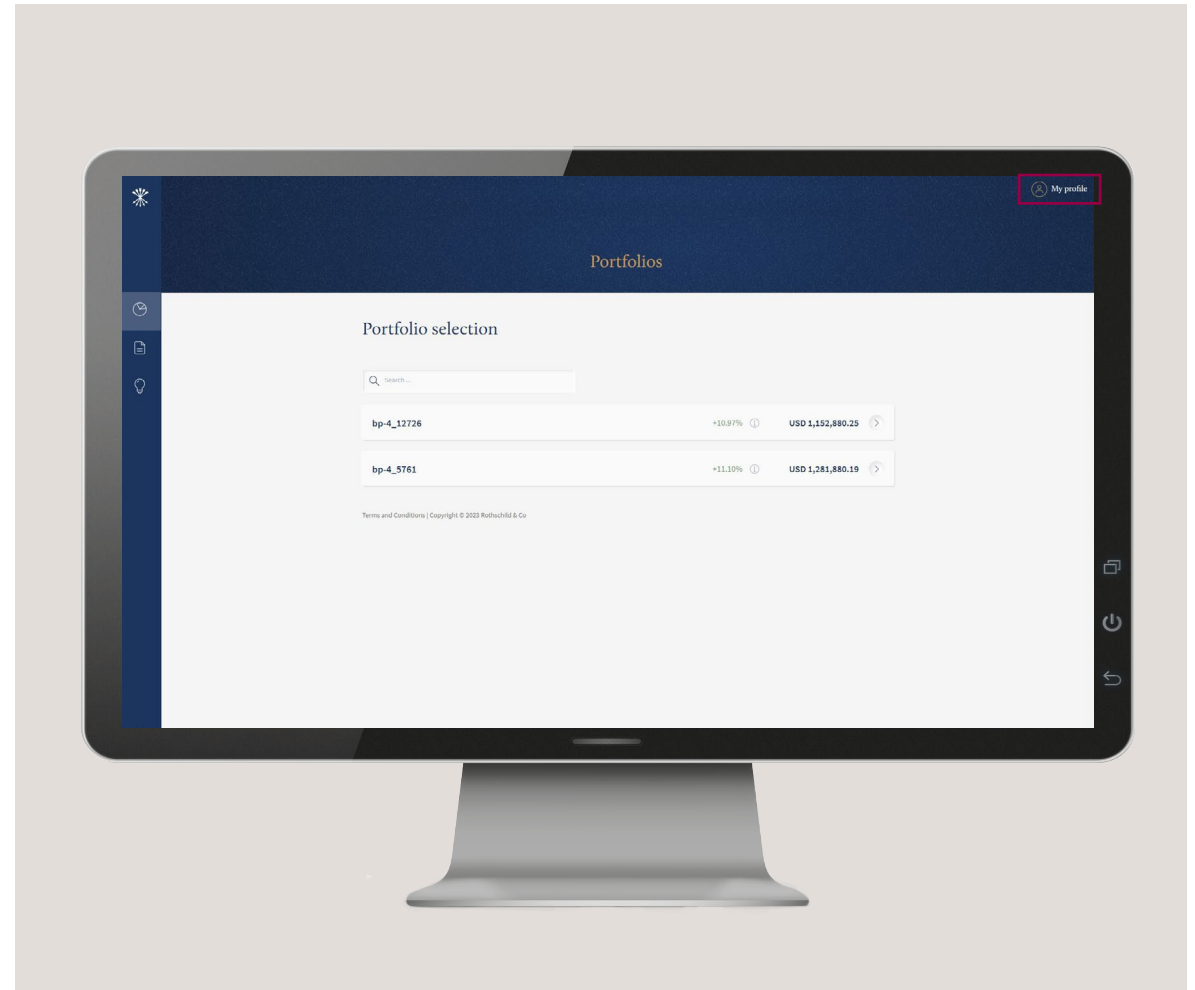 My profile
Portfolios
Portfolio selection
Search ...
bp-4_12726 +10.97% USD 1,152,880.25
bp-4_5761 +11.10% USD 1,281,880.19
Terms and Conditions | Copyright © 2023 Rothschild & Co